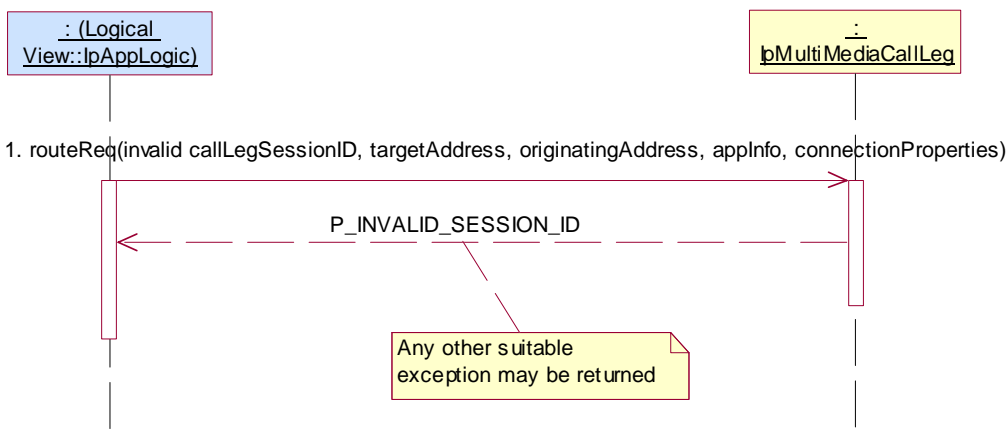 : (Logical
View::IpAppLogic)
:
IpMultiMediaCallLeg
1. routeReq(invalid callLegSessionID, targetAddress, originatingAddress, appInfo, connectionProperties)
P_INVALID_SESSION_ID
Any other suitable
exception may be returned